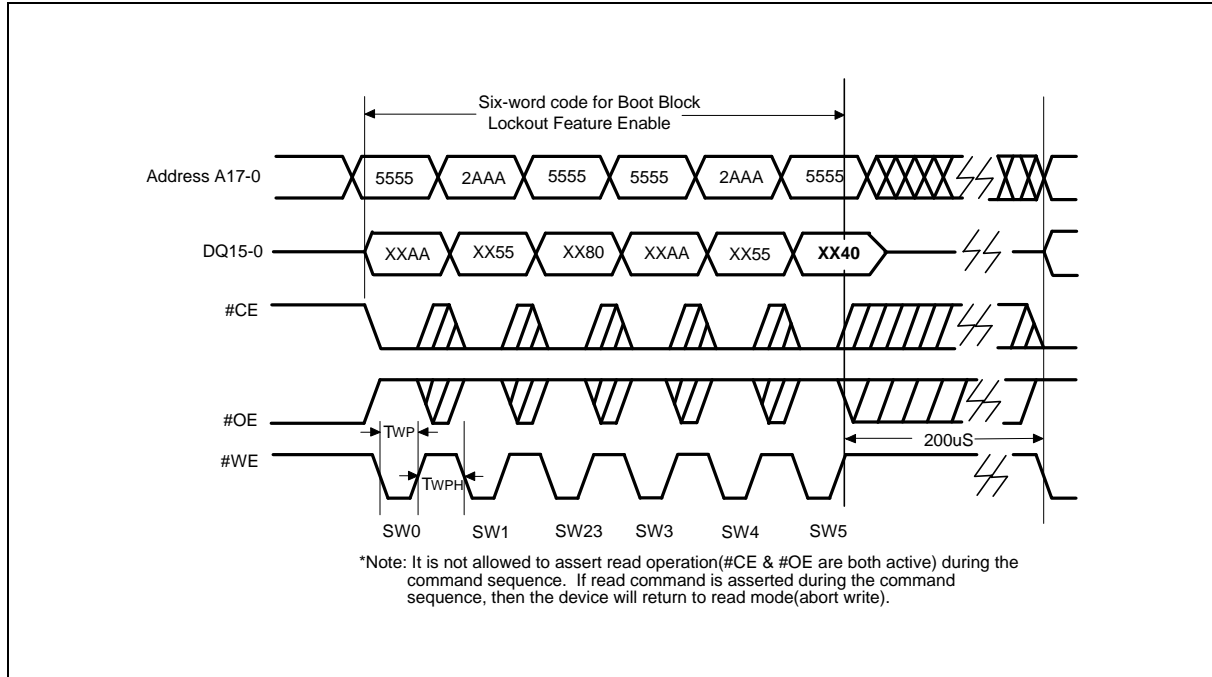 Six-word code for Boot Block
Lockout Feature Enable
Address A17-0
5555 2AAA 5555 5555 2AAA 5555
DQ15-0
XXAA XX55 XX80 XXAA XX55 XX40
#CE
#OE
TWP
200uS
#WE
TWPH
SW0 SW1 SW23 SW3 SW4 SW5
*Note: It is not allowed to assert read operation(#CE & #OE are both active) during the
command sequence. If read command is asserted during the command
sequence, then the device will return to read mode(abort write).